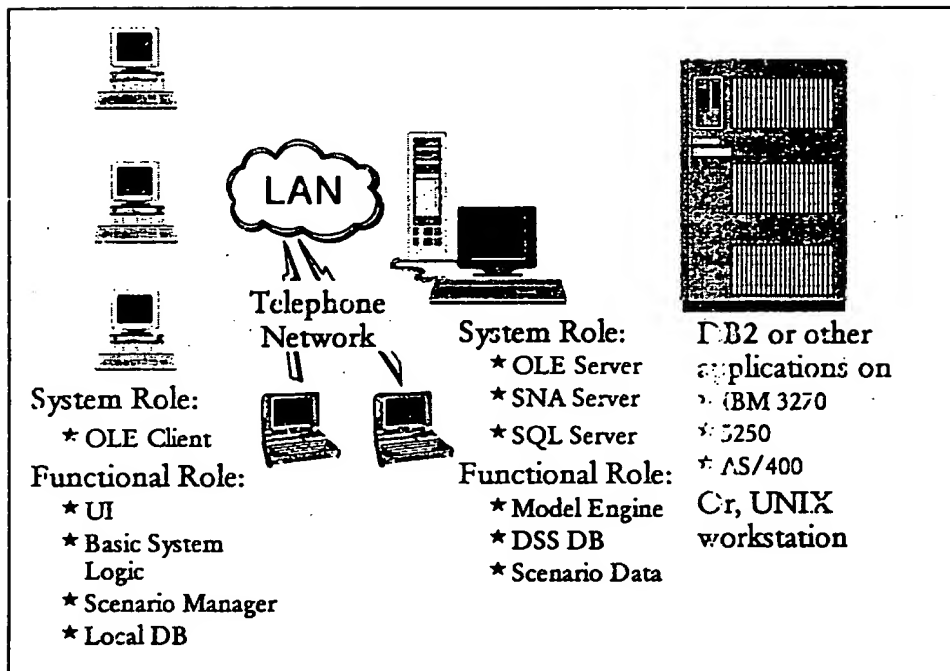 LAN
Telephone
Network
System Role:
★ OLE Client
Functional Role:
★ UI
★ Basic System
Logic
★ Scenario Manager
★ Local DB
System Role:
★ OLE Server
★ SNA Server
★ SQL Server
Functional Role:
★ Model Engine
★ DSS DB
★ Scenario Data
DB2 or other
applications on
★ IBM 3270
★ 5250
★ AS/400
Or, UNIX
workstation